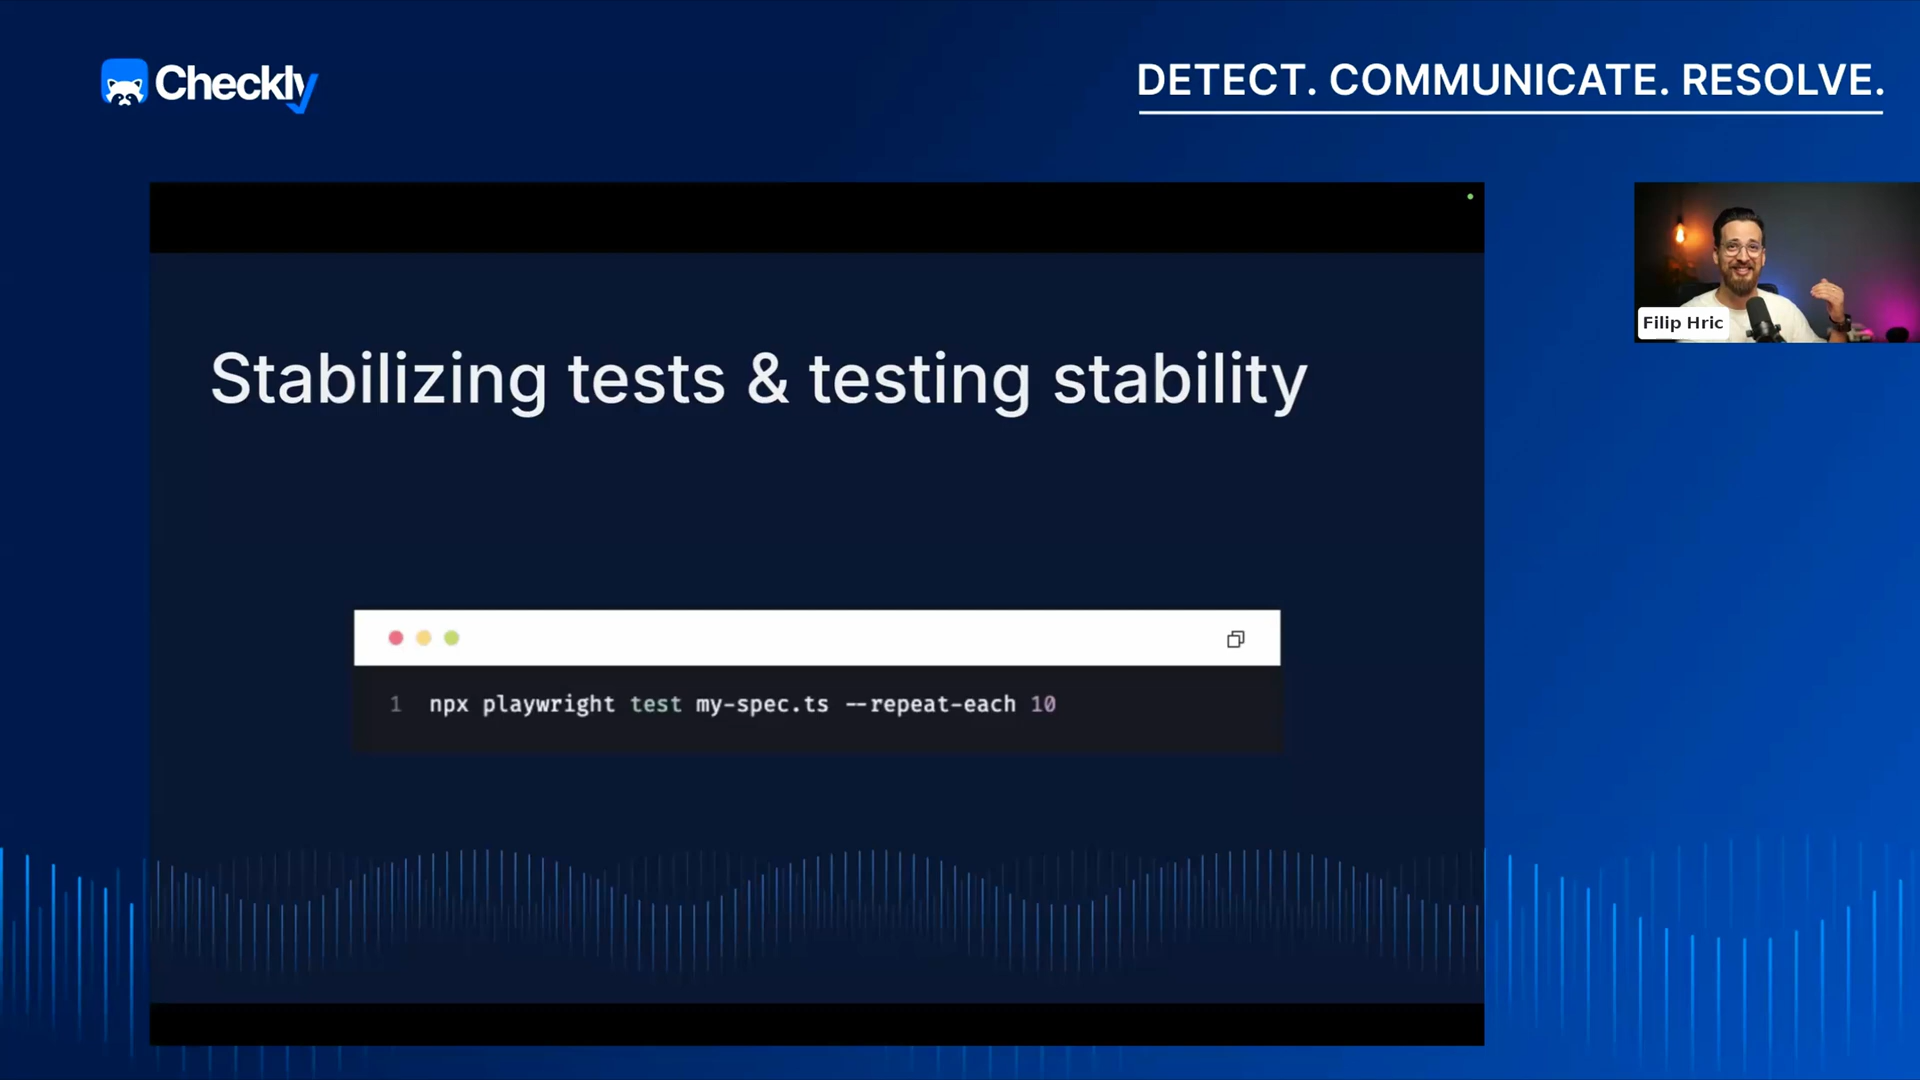 Checkly
DETECT. COMMUNICATE. RESOLVE.
Filip Hric
Stabilizing tests & testing stability
1 npx playwright test my-spec.ts --repeat-each 10